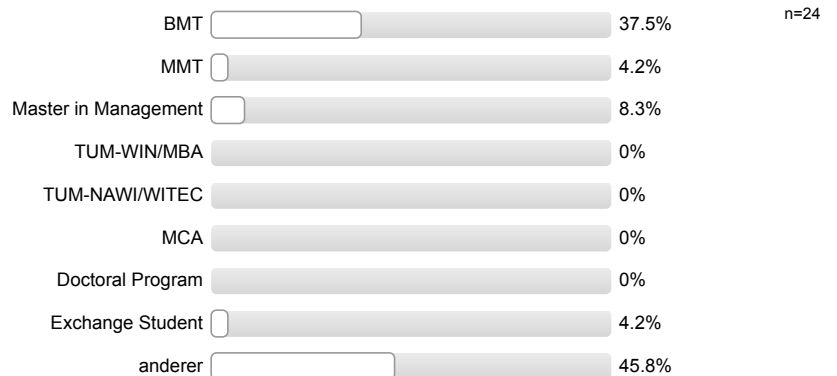 BMT 37.5% n=24
MMT 4.2%
Master in Management 8.3%
TUM-WIN/MBA 0%
TUM-NAWI/WITEC 0%
MCA 0%
Doctoral Program 0%
Exchange Student 4.2%
anderer 45.8%